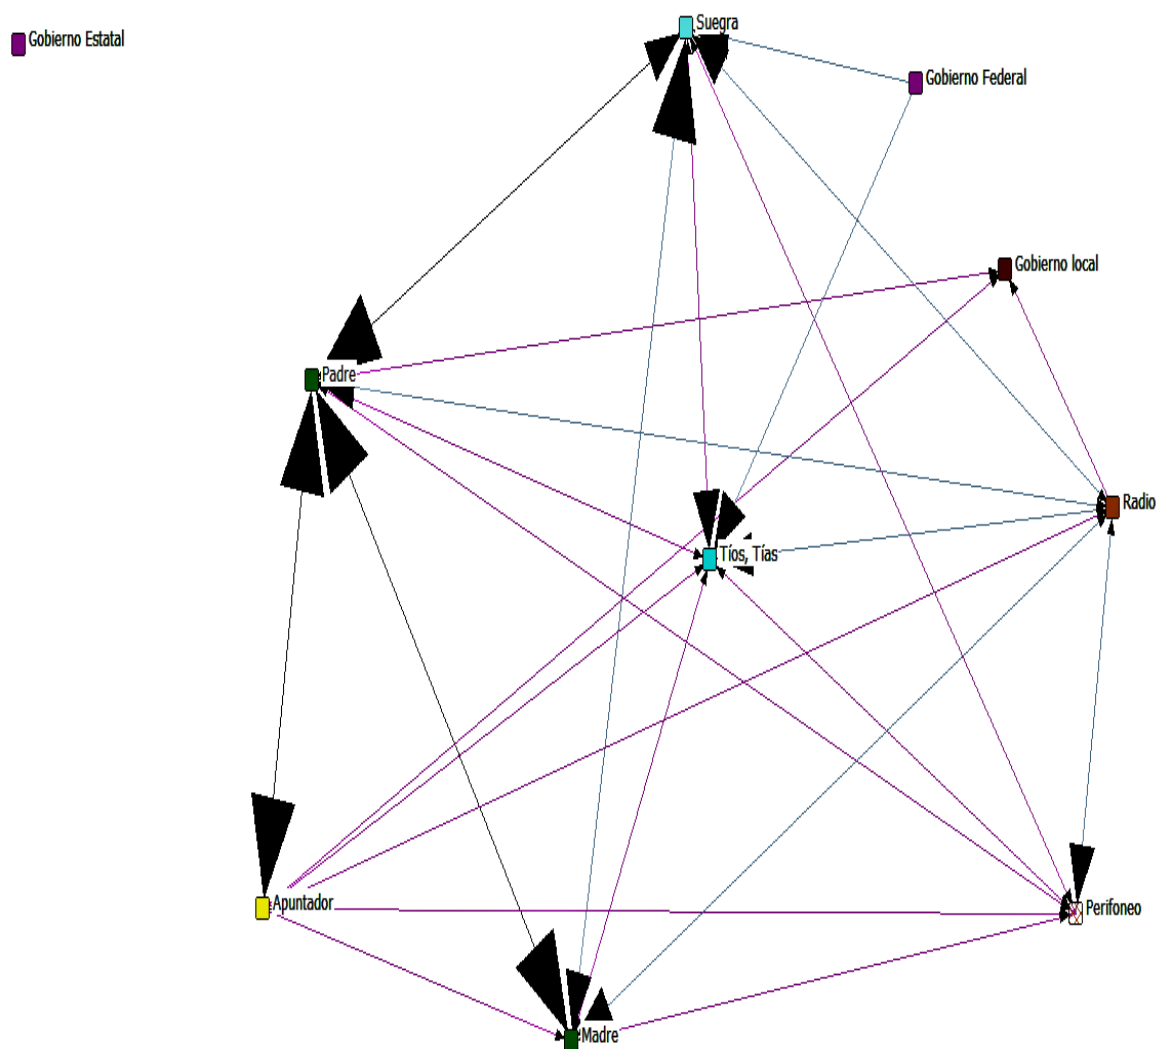 Suegra
Gobierno Estatal
Gobierno Federal
Gobierno local
Padre
Radio
Tíos, Tías
Apuntador
Perifoneo
Madre